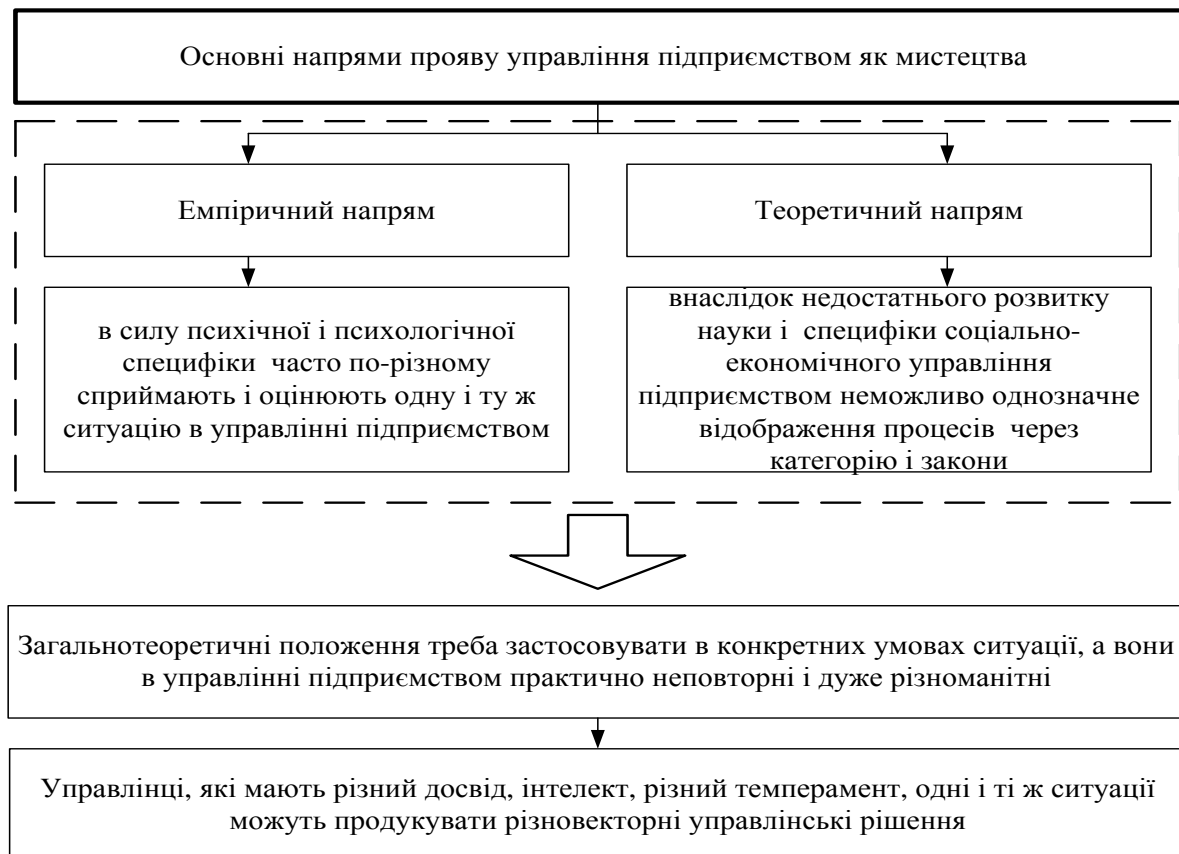 Основні напрями прояву управління підприємством як мистецтва
Емпіричний напрям
Теоретичний напрям
в силу психічної і психологічної
специфіки часто по-різному
сприймають і оцінюють одну і ту ж
ситуацію в управлінні підприємством
внаслідок недостатнього розвитку
науки і специфіки соціально-
економічного управління
підприємством неможливо однозначне
відображення процесів через
категорію і закони
Загальнотеоретичні положення треба застосовувати в конкретних умовах ситуації, а вони
в управлінні підприємством практично неповторні і дуже різноманітні
Управлінці, які мають різний досвід, інтелект, різний темперамент, одні і ті ж ситуації
можуть продукувати різновекторні управлінські рішення